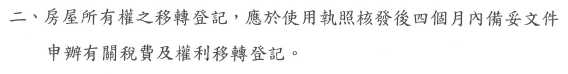 二、房屋所有權之移轉登記，應於使用執照核發後四個月內備妥文件
申辦有關稅費及權利移轉登記。